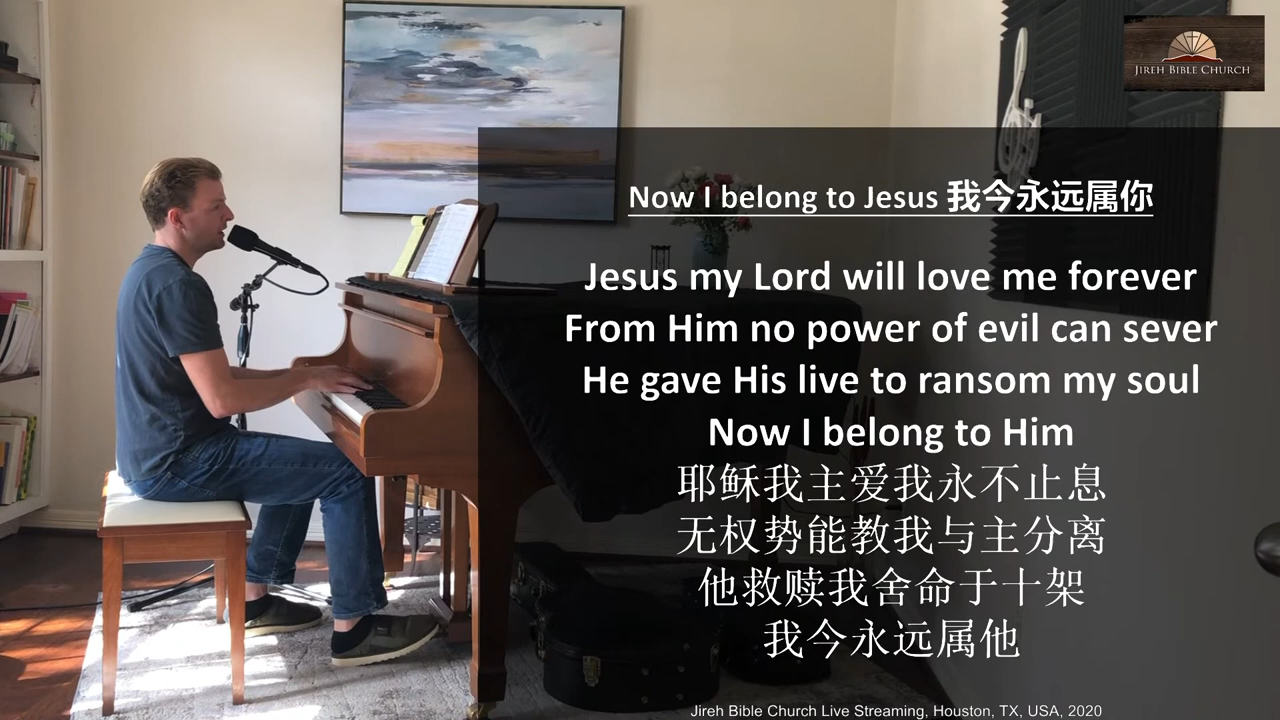 JIREH BIBLE CHURCH
Now I belong to Jesus 我今永远属你
Jesus my Lord will love me forever
From Him no power of evil can sever
He gave His live to ransom my soul
Now I belong to Him
耶稣我主爱我永不止息
无权势能教我与主分离
他救赎我舍命于十架
我今永远属他
Jireh Bible Church Live Streaming, Houston, TX, USA, 2020